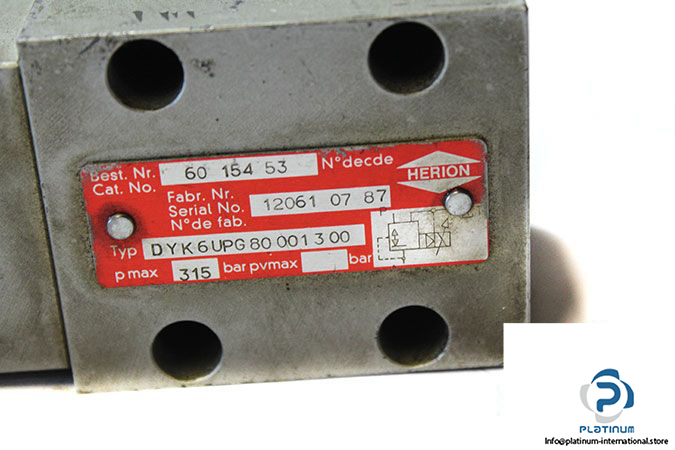 Best. Nr. 60 154 53 N°decde
Cat. No.
HERION
Fabr. Nr.
Serial No. 12061 07 87
N°de fab.
P
Typ DYK6UPG80 001 3 00
p max 315 bar pvmax bar
PLATINUM
Info@platinum-international.store